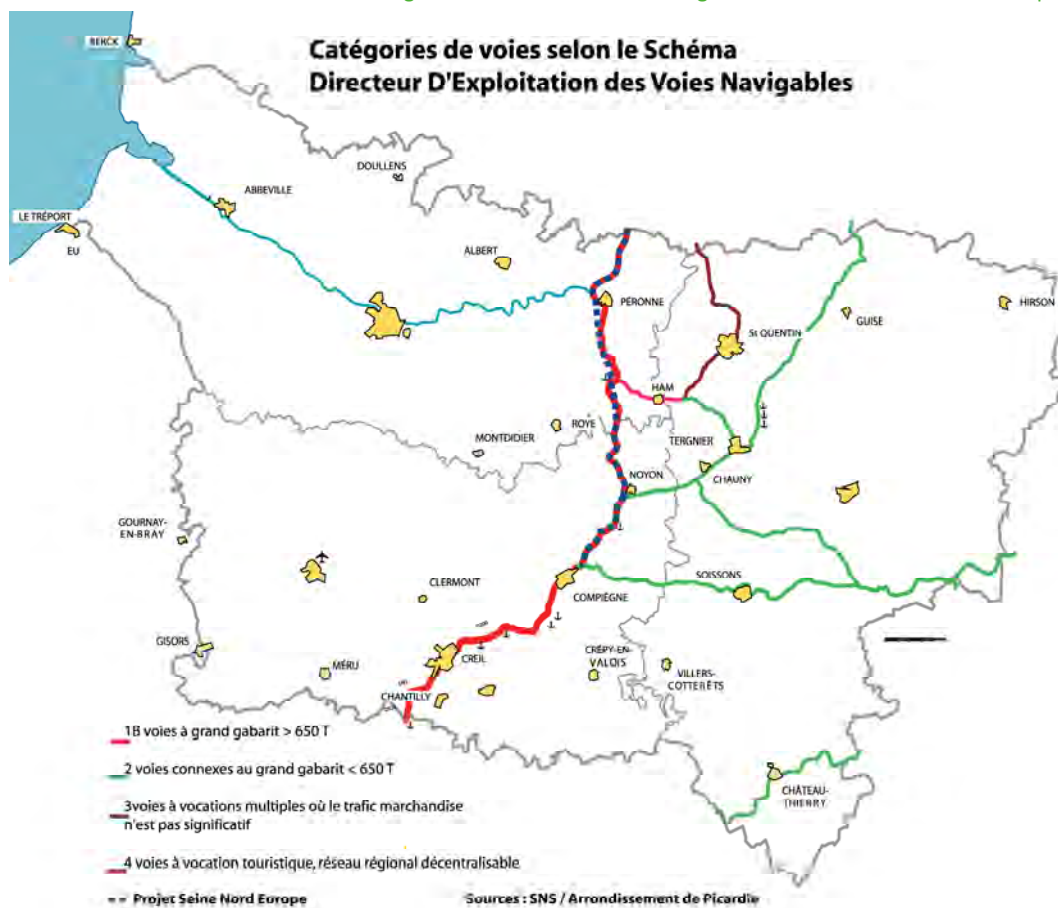 Catégories de voies selon le Schéma
Directeur D'Exploitation des Voies Navigables
BERCK
DOULLENS
ABBEVILLE
LE TRÉPORT
EU
ALBERT
PÉRONNE
HIRSON
GUISE
St QUENTIN
HAM
ROYE
MONTDIDIER
TERGNIER
CHAUNY
NOYON
GOURNAY-
EN-BRAY
CLERMONT
COMPIÈGNE
SOISSONS
GISORS
MÉRU
CREIL
CRÉPY-EN-
VALOIS
VILLERS-
COTTERÊTS
CHANTILLY
1B voies à grand gabarit > 650 T
2 voies connexes au grand gabarit < 650 T
CHÂTEAU-
THIERRY
3voies à vocations multiples où le trafic marchandise
n'est pas significatif
4 voies à vocation touristique, réseau régional décentralisable
Projet Seine Nord Europe
Sources : SNS / Arrondissement de Picardie